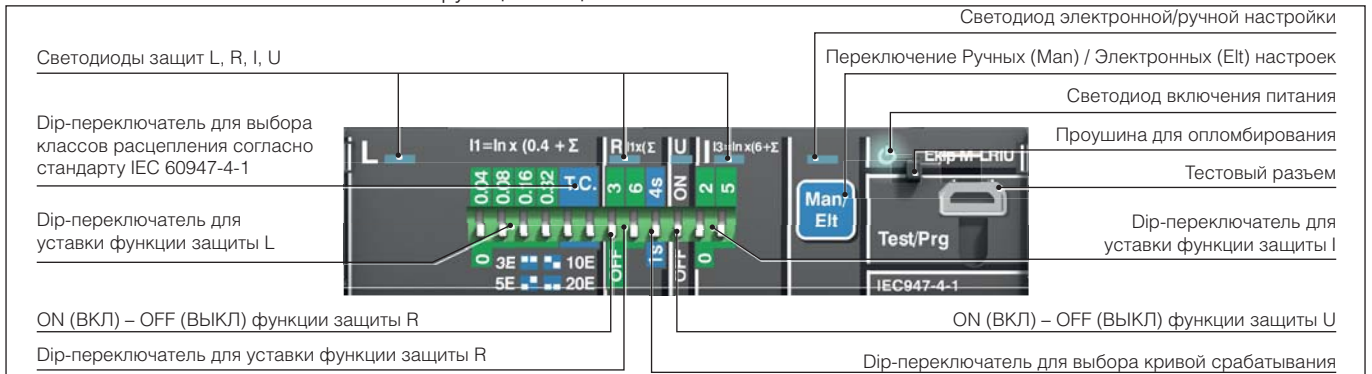 Светодиод электронной/ручной настройки
Светодиоды защит L, R, I, U
Переключение Ручных (Man) / Электронных (Elt) настроек
Светодиод включения питания
Dip-переключатель для выбора
классов расцепления согласно
стандарту IEC 60947-4-1
Проушина для опломбирования
Тестовый разъем
Dip-переключатель для
уставки функции защиты L
Dip-переключатель для
уставки функции защиты I
L I1=In x (0.4 + Σ R I1x(Σ U I I3=In x(6+Σ Ekip M-LRIU
0.04 0.08 0.16 0.32 T.C. 3 6 4s ON 2 5
Man/
Elt
Test/Prg
0 3E 10E OFF 1s OFF 0
5E 20E
IEC947-4-1
ON (ВКЛ) – OFF (ВЫКЛ) функции защиты R
ON (ВКЛ) – OFF (ВЫКЛ) функции защиты U
Dip-переключатель для уставки функции защиты R
Dip-переключатель для выбора кривой срабатывания